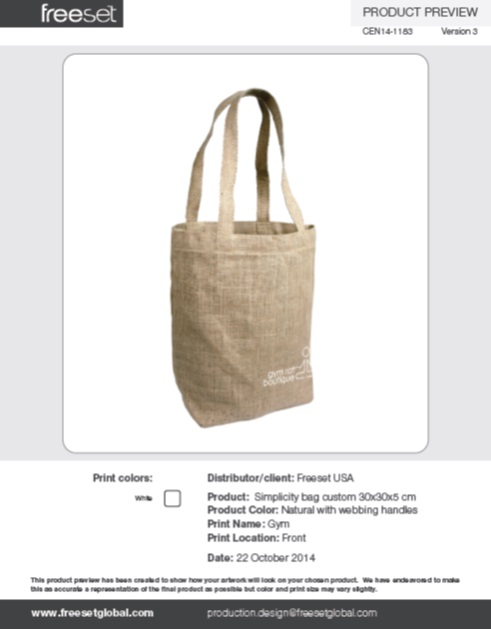 freeset
PRODUCT PREVIEW
CEN14-1183 Version 3
gym
boutique
Print colors:
White
Distributor/client: Freeset USA
Product: Simplicity bag custom 30x30x5 cm
Product Color: Natural with webbing handles
Print Name: Gym
Print Location: Front
Date: 22 October 2014
This product preview has been created to show how your artwork will look on your chosen product. We have endeavored to make
this as accurate a representation of the final product as possible but color and print size may vary slightly.
www.freesetglobal.com production.design@freesetglobal.com